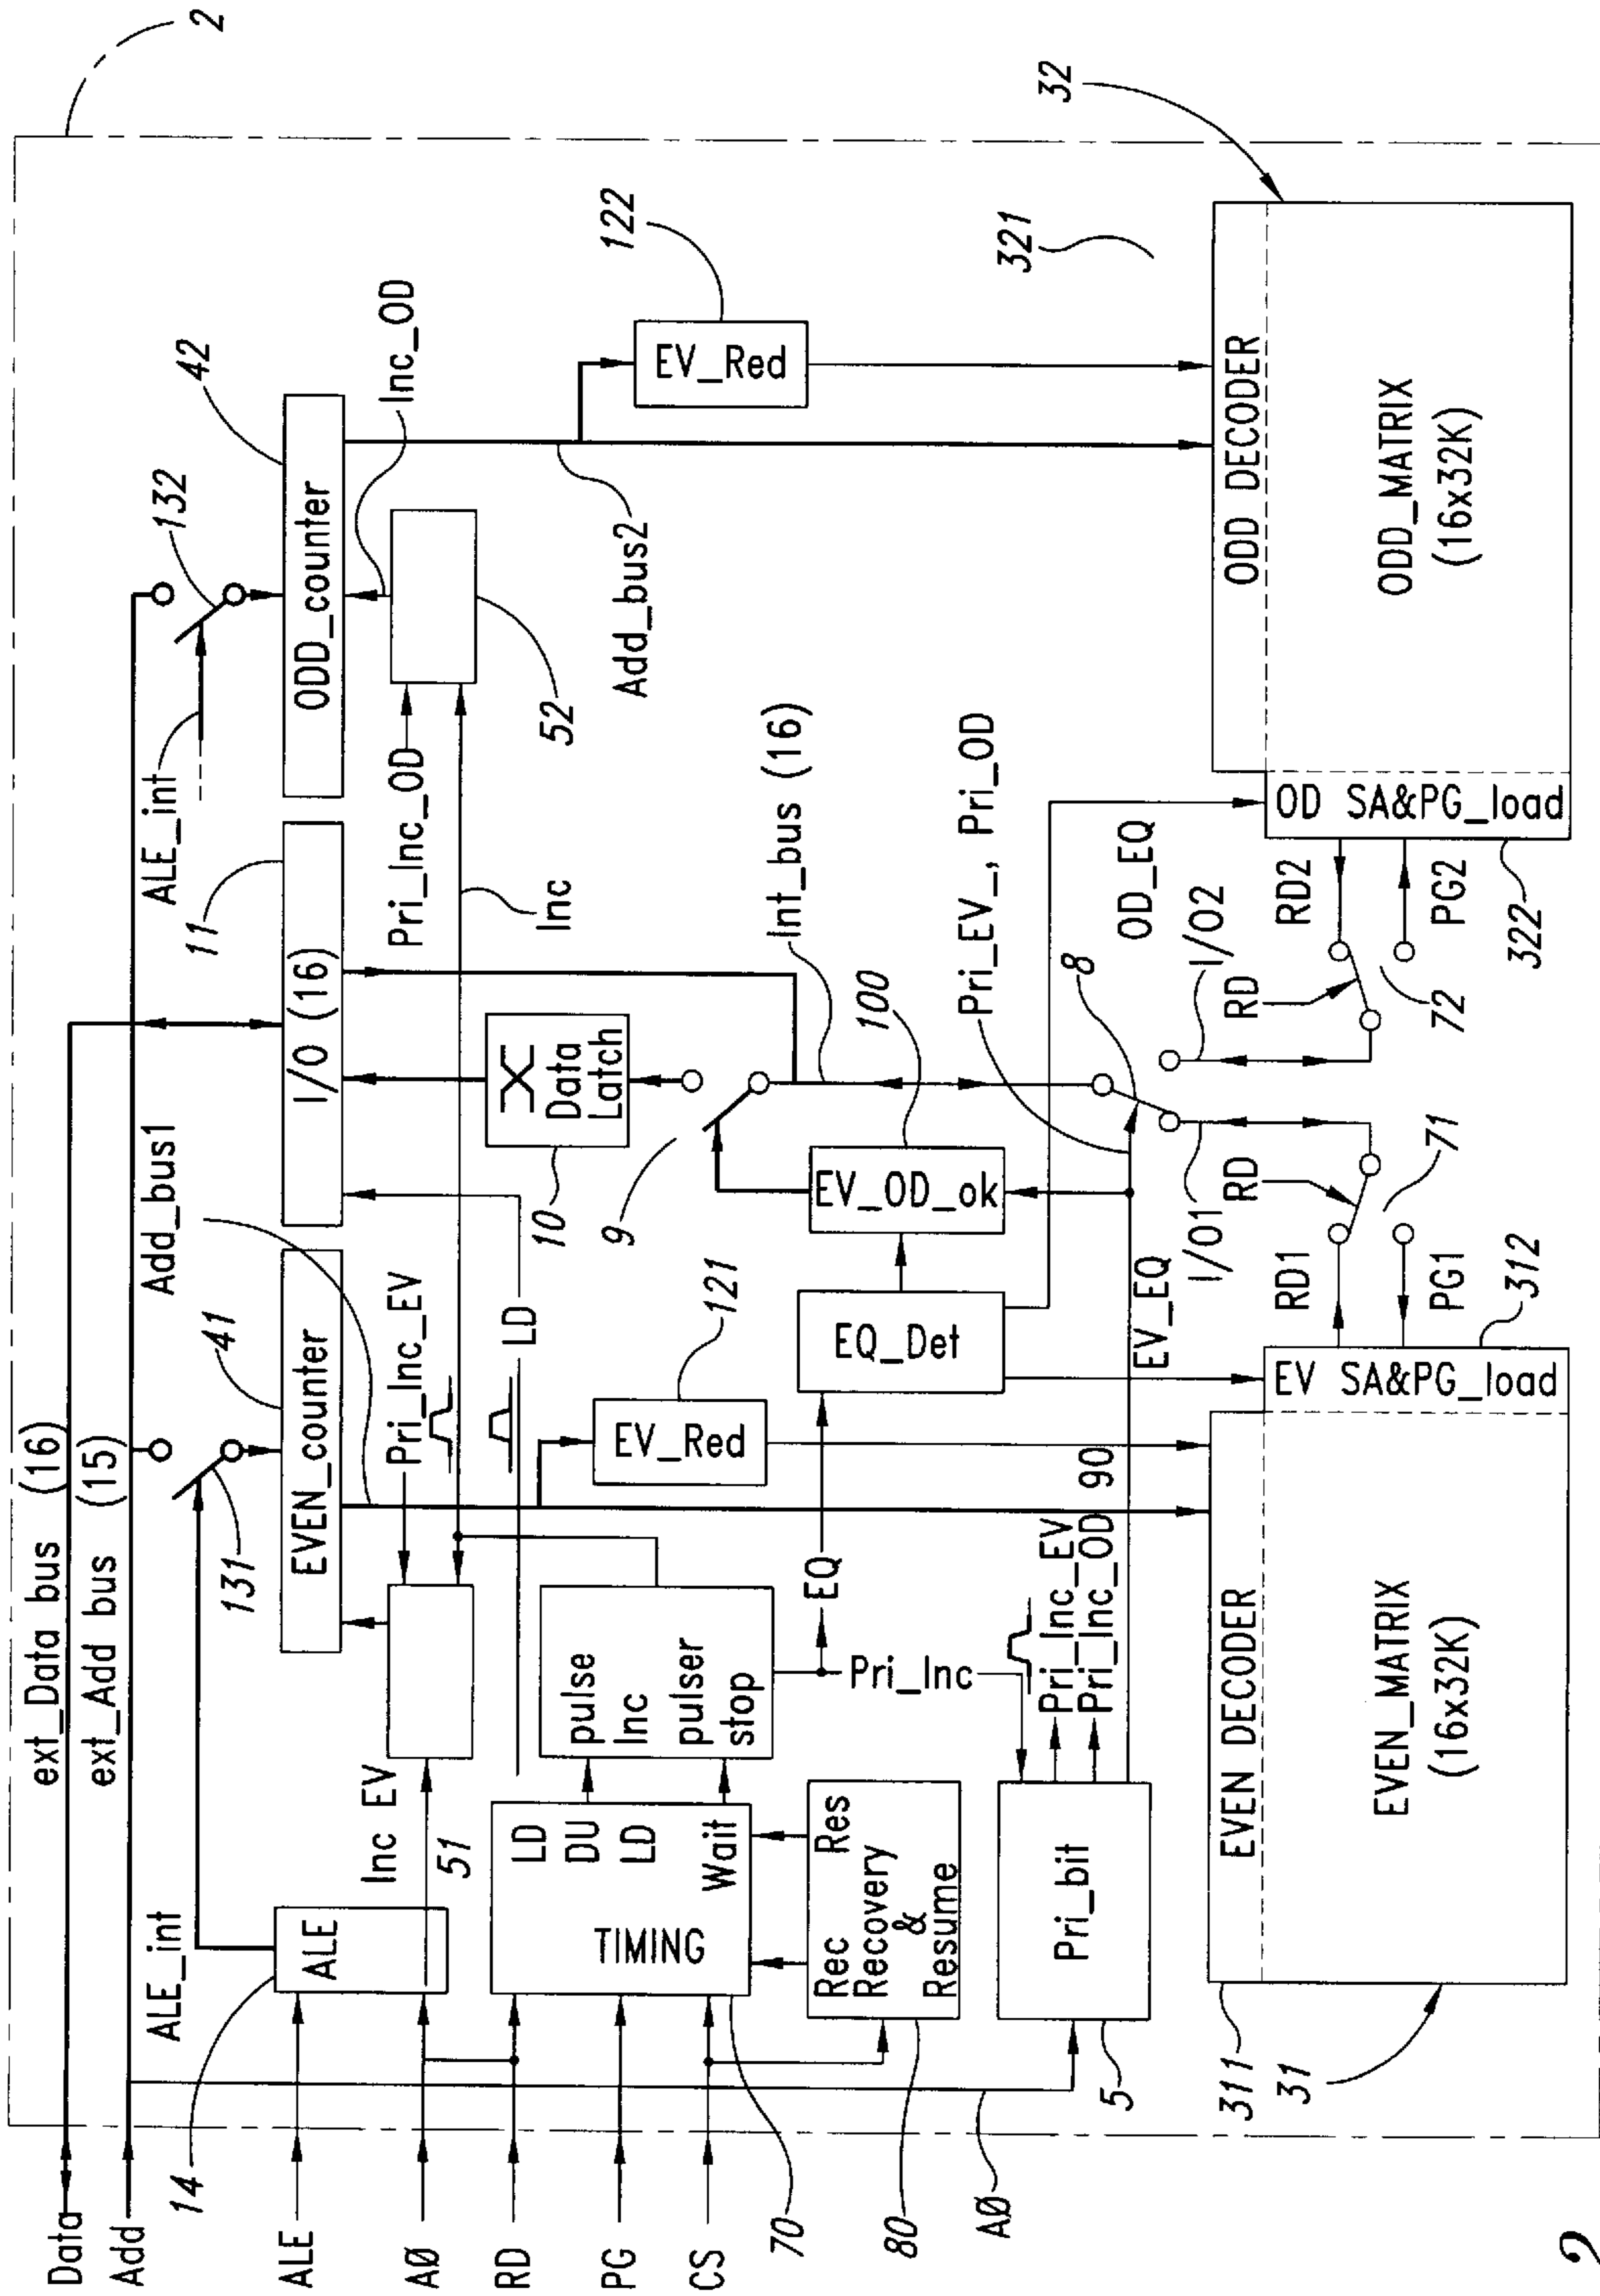 2
ext_Data bus (16)
ext_Add bus (15)
Data
Add
ALE
AØ
RD
PG
CS
14
ALE_int
ALE
131
Add_bus1
41
EVEN_counter
11
I/O (16)
ALE_int
132
42
ODD_counter
Inc EV
51
Pri_Inc_EV
LD
Pri_Inc_OD
Inc
52
Inc_OD
Add_bus2
122
EV_Red
70
TIMING
LD
DU
LD
Wait
pulse
Inc
pulser
stop
121
EV_Red
10
Data
Latch
9
Int_bus (16)
80
Rec
Res
Recovery
&
Resume
EQ
Pri_Inc
EQ_Det
EV_OD_ok
100
Pri_EV_, Pri_OD
AØ
5
Pri_bit
Pri_Inc_EV
Pri_Inc_OD
90
EV_EQ
8
OD_EQ
I/O1
I/O2
RD
RD
71
72
RD1
PG1
RD2
PG2
312
322
321
32
311
31
EVEN DECODER
EVEN_MATRIX
(16x32K)
EV SA&PG_load
OD SA&PG_load
ODD DECODER
ODD_MATRIX
(16x32K)
2